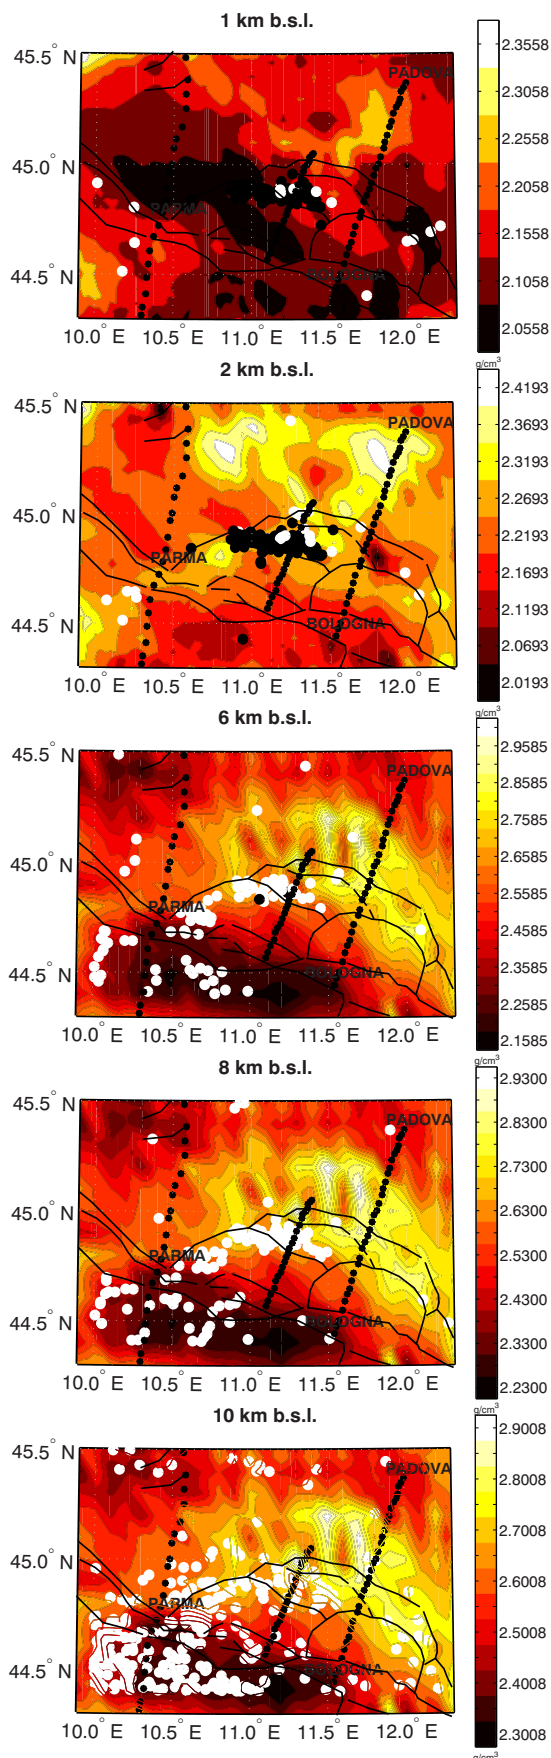 1 km b.s.l.
45.5° N
PADOVA
45.0° N
PARMA
44.5° N
BOLOGNA
10.0° E 10.5° E 11.0° E 11.5° E 12.0° E
2.3558
2.3058
2.2558
2.2058
2.1558
2.1058
2.0558
g/cm³
2 km b.s.l.
45.5° N
PADOVA
45.0° N
PARMA
44.5° N
BOLOGNA
10.0° E 10.5° E 11.0° E 11.5° E 12.0° E
2.4193
2.3693
2.3193
2.2693
2.2193
2.1693
2.1193
2.0693
2.0193
g/cm³
6 km b.s.l.
45.5° N
PADOVA
45.0° N
PARMA
44.5° N
BOLOGNA
10.0° E 10.5° E 11.0° E 11.5° E 12.0° E
2.9585
2.8585
2.7585
2.6585
2.5585
2.4585
2.3585
2.2585
2.1585
g/cm³
8 km b.s.l.
45.5° N
PADOVA
45.0° N
PARMA
44.5° N
BOLOGNA
10.0° E 10.5° E 11.0° E 11.5° E 12.0° E
2.9300
2.8300
2.7300
2.6300
2.5300
2.4300
2.3300
2.2300
g/cm³
10 km b.s.l.
45.5° N
PADOVA
45.0° N
PARMA
44.5° N
BOLOGNA
10.0° E 10.5° E 11.0° E 11.5° E 12.0° E
2.9008
2.8008
2.7008
2.6008
2.5008
2.4008
2.3008
g/cm³